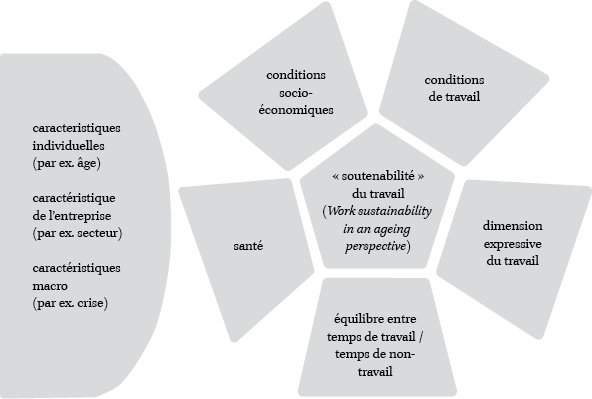 caracteristiques
individuelles
(par ex. âge)
caractéristique
de l'entreprise
(par ex. secteur)
caractéristiques
macro
(par ex. crise)
conditions
socio-
économiques
conditions
de travail
« soutenabilité »
du travail
(Work sustainability
in an ageing
perspective)
santé
dimension
expressive
du travail
équilibre entre
temps de travail /
temps de non-
travail